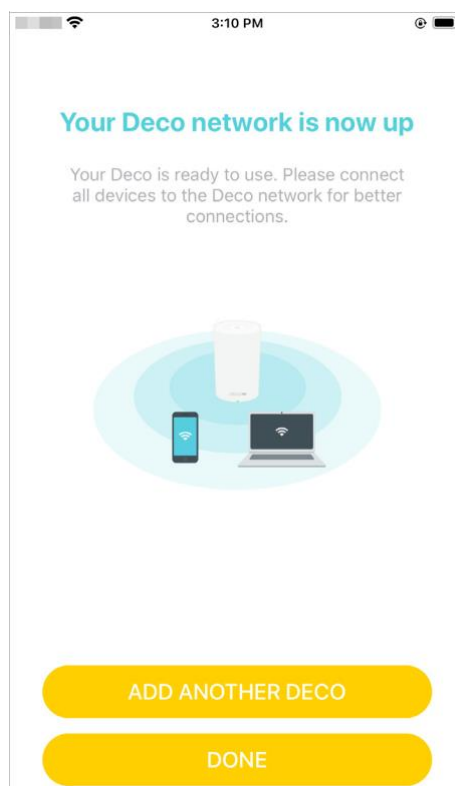 3:10 PM
Your Deco network is now up
Your Deco is ready to use. Please connect
all devices to the Deco network for better
connections.
ADD ANOTHER DECO
DONE